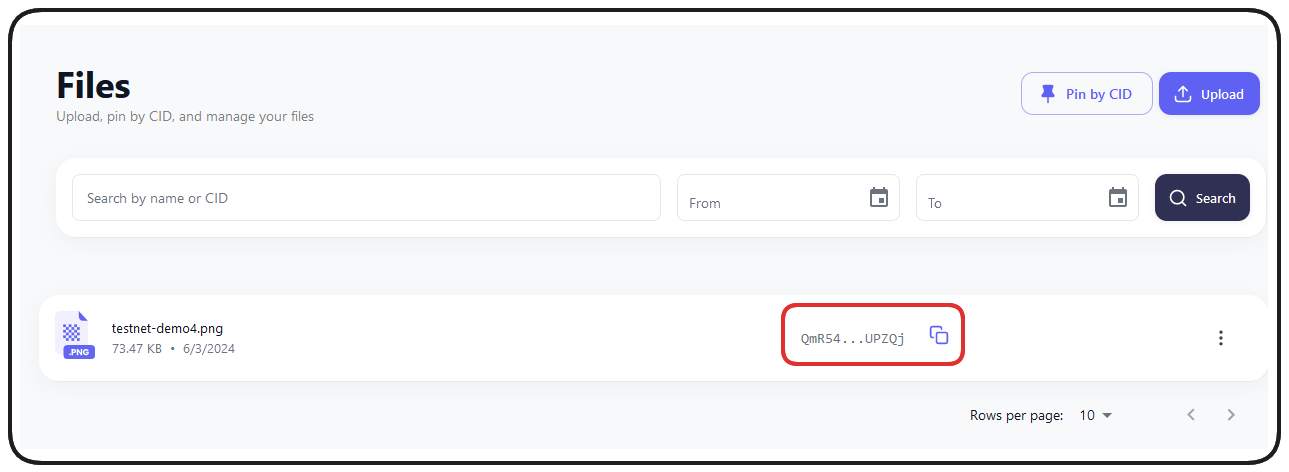 Files
Upload, pin by CID, and manage your files
Pin by CID
Upload
Search by name or CID
From
To
Search
.PNG
testnet-demo4.png
73.47 KB • 6/3/2024
QmR54...UPZQj
Rows per page: 10